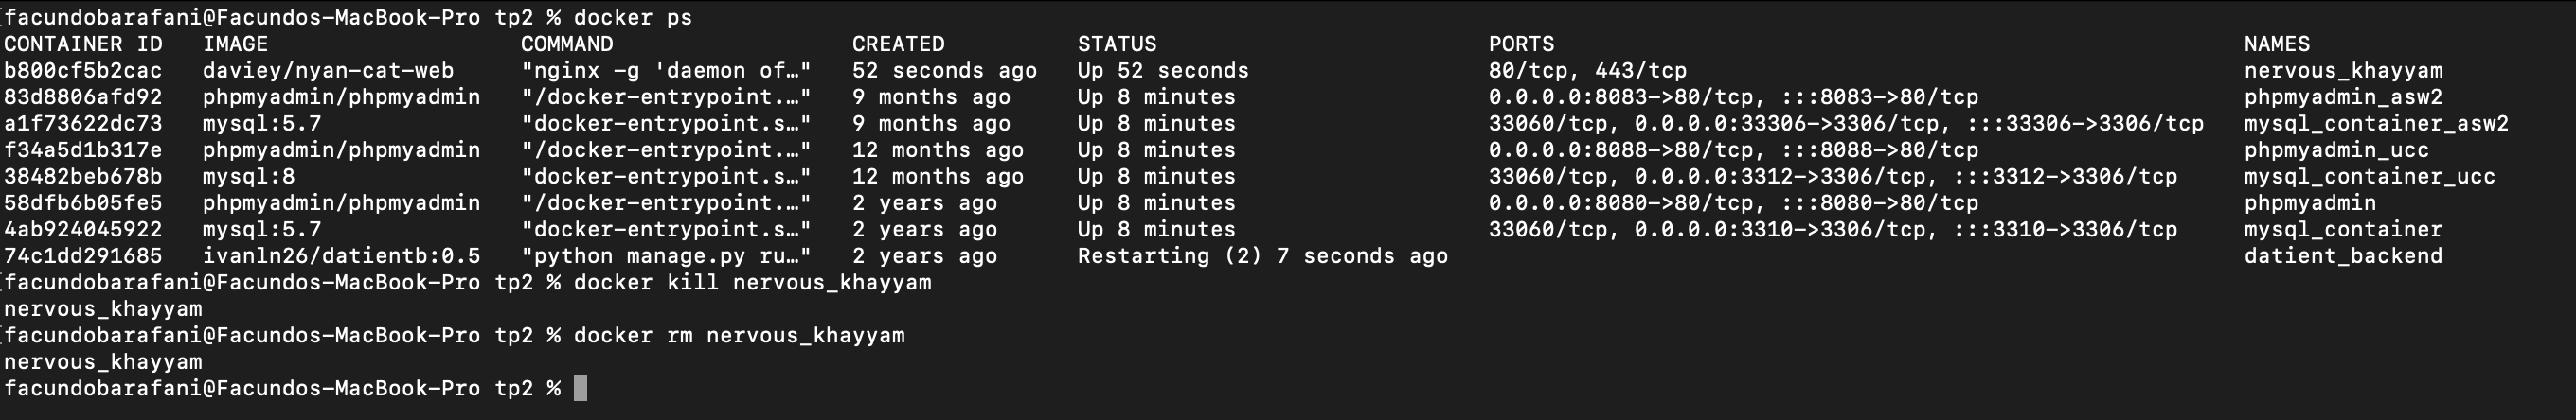 [facundobarafani@Facundos-MacBook-Pro tp2 % docker ps
CONTAINER ID   IMAGE                   COMMAND                  CREATED          STATUS                         PORTS                                                    NAMES
b800cf5b2cac   daviey/nyan-cat-web     "nginx -g 'daemon of…"   52 seconds ago   Up 52 seconds                  80/tcp, 443/tcp                                          nervous_khayyam
83d8806afd92   phpmyadmin/phpmyadmin   "/docker-entrypoint.…"   9 months ago     Up 8 minutes                   0.0.0.0:8083->80/tcp, :::8083->80/tcp                    phpmyadmin_asw2
a1f73622dc73   mysql:5.7               "docker-entrypoint.s…"   9 months ago     Up 8 minutes                   33060/tcp, 0.0.0.0:33306->3306/tcp, :::33306->3306/tcp   mysql_container_asw2
f34a5d1b317e   phpmyadmin/phpmyadmin   "/docker-entrypoint.…"   12 months ago    Up 8 minutes                   0.0.0.0:8088->80/tcp, :::8088->80/tcp                    phpmyadmin_ucc
38482beb678b   mysql:8                 "docker-entrypoint.s…"   12 months ago    Up 8 minutes                   33060/tcp, 0.0.0.0:3312->3306/tcp, :::3312->3306/tcp     mysql_container_ucc
58dfb6b05fe5   phpmyadmin/phpmyadmin   "/docker-entrypoint.…"   2 years ago      Up 8 minutes                   0.0.0.0:8080->80/tcp, :::8080->80/tcp                    phpmyadmin
4ab924045922   mysql:5.7               "docker-entrypoint.s…"   2 years ago      Up 8 minutes                   33060/tcp, 0.0.0.0:3310->3306/tcp, :::3310->3306/tcp     mysql_container
74c1dd291685   ivanln26/datientb:0.5   "python manage.py ru…"   2 years ago      Restarting (2) 7 seconds ago                                                            datient_backend
[facundobarafani@Facundos-MacBook-Pro tp2 % docker kill nervous_khayyam
nervous_khayyam
[facundobarafani@Facundos-MacBook-Pro tp2 % docker rm nervous_khayyam
nervous_khayyam
facundobarafani@Facundos-MacBook-Pro tp2 %